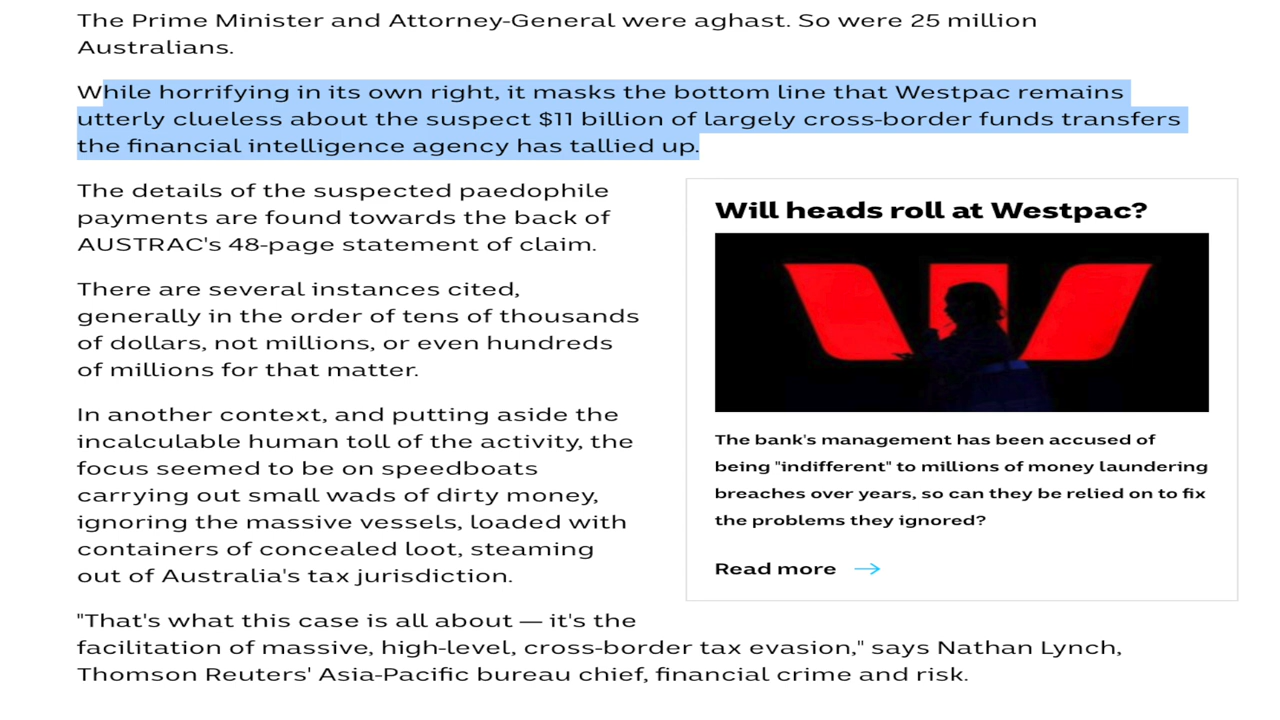 The Prime Minister and Attorney-General were aghast. So were 25 million
Australians.
While horrifying in its own right, it masks the bottom line that Westpac remains
utterly clueless about the suspect $11 billion of largely cross-border funds transfers
the financial intelligence agency has tallied up.
The details of the suspected paedophile
payments are found towards the back of
AUSTRAC's 48-page statement of claim.
There are several instances cited,
generally in the order of tens of thousands
of dollars, not millions, or even hundreds
of millions for that matter.
In another context, and putting aside the
incalculable human toll of the activity, the
focus seemed to be on speedboats
carrying out small wads of dirty money,
ignoring the massive vessels, loaded with
containers of concealed loot, steaming
out of Australia's tax jurisdiction.
"That's what this case is all about — it's the
facilitation of massive, high-level, cross-border tax evasion," says Nathan Lynch,
Thomson Reuters' Asia-Pacific bureau chief, financial crime and risk.
Will heads roll at Westpac?
The bank's management has been accused of
being "indifferent" to millions of money laundering
breaches over years, so can they be relied on to fix
the problems they ignored?
Read more